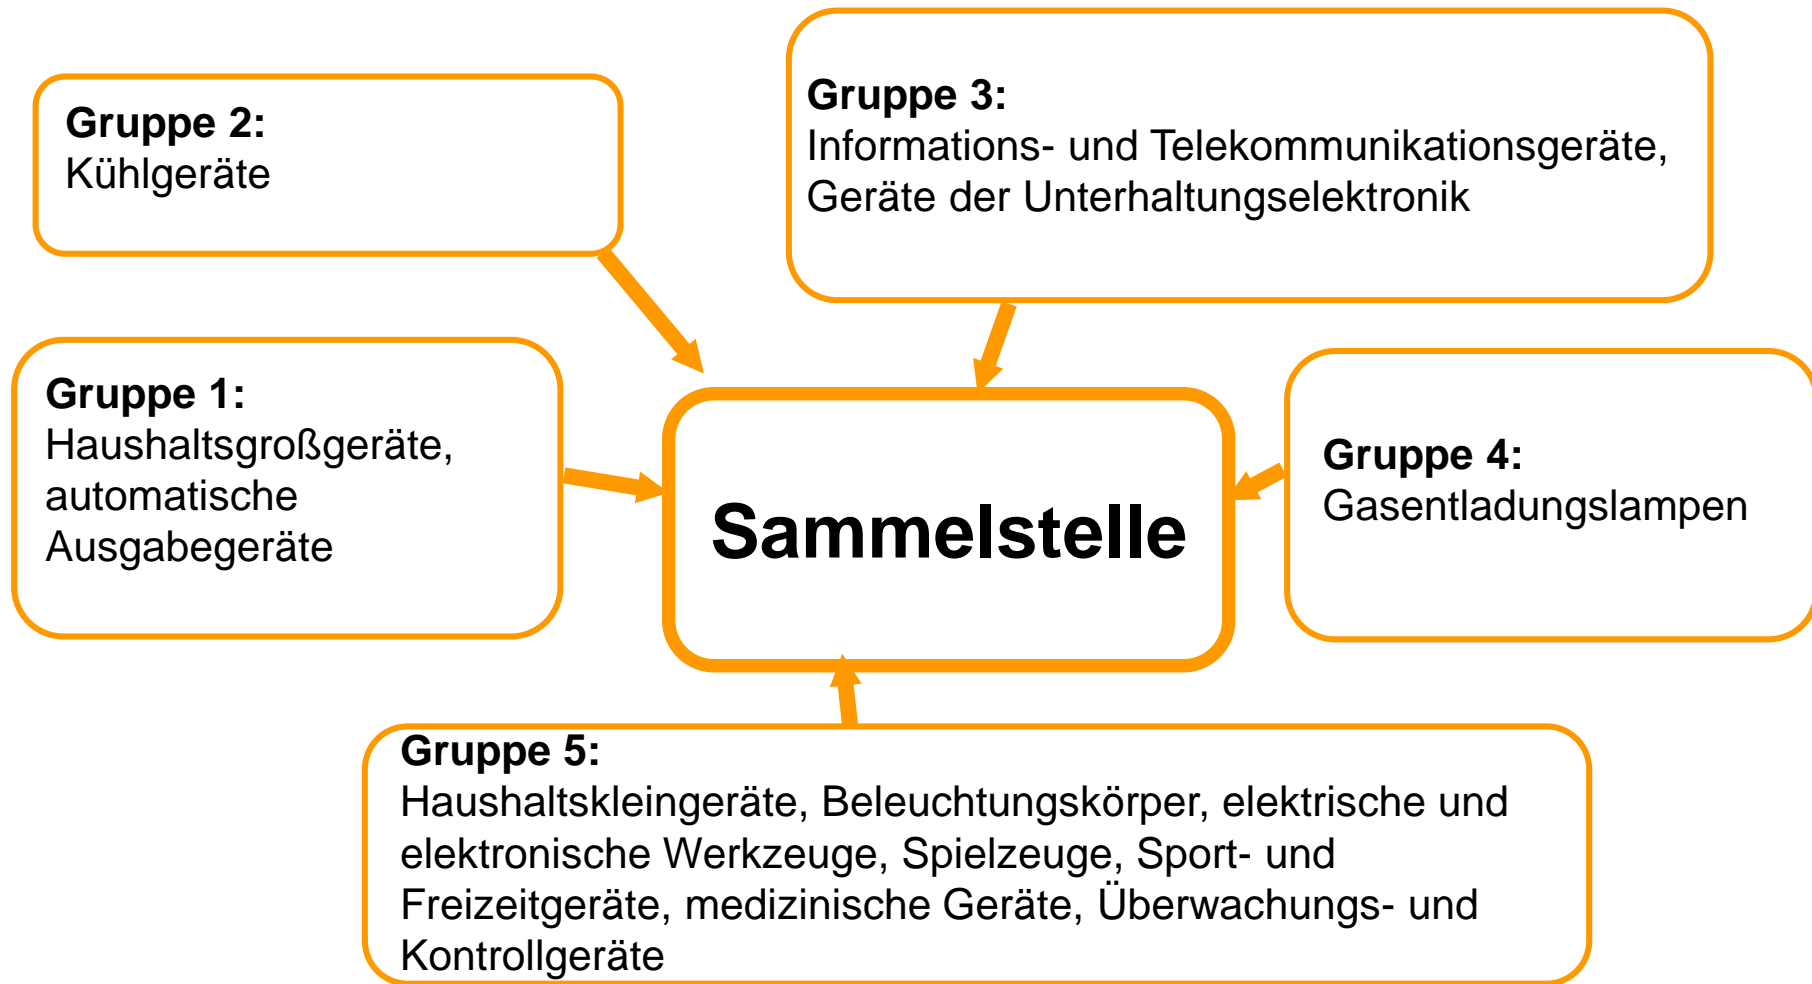 Gruppe 2:
Kühlgeräte
Gruppe 3:
Informations- und Telekommunikationsgeräte,
Geräte der Unterhaltungselektronik
Gruppe 1:
Haushaltsgroßgeräte,
automatische
Ausgabegeräte
Sammelstelle
Gruppe 4:
Gasentladungslampen
Gruppe 5:
Haushaltskleingeräte, Beleuchtungskörper, elektrische und
elektronische Werkzeuge, Spielzeuge, Sport- und
Freizeitgeräte, medizinische Geräte, Überwachungs- und
Kontrollgeräte